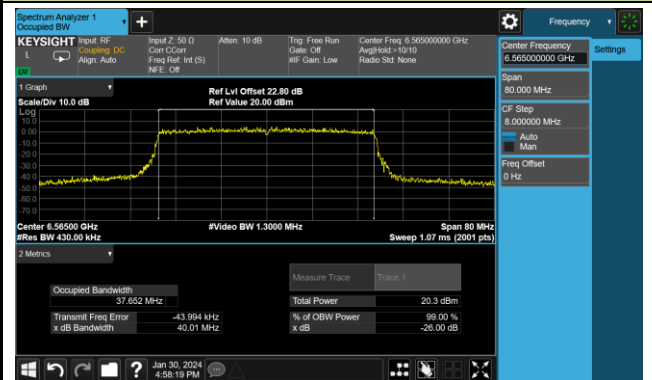 Spectrum Analyzer 1
Occupied BW
KEYSIGHT
L
Input: RF
Coupling: DC
Align: Auto
Input Z: 50 Ω
Corr CCorr
Freq Ref: Int (S)
NFE: Off
Atten: 10 dB
Trig: Free Run
Gate: Off
#IF Gain: Low
Center Freq: 6.565000000 GHz
Avg|Hold:>10/10
Radio Std: None
1 Graph
Scale/Div 10.0 dB
Ref Lvl Offset 22.80 dB
Ref Value 20.00 dBm
Log
10.0
0.00
-10.0
-20.0
-30.0
-40.0
-50.0
-60.0
-70.0
Center 6.56500 GHz
#Res BW 430.00 kHz
#Video BW 1.3000 MHz
Span 80 MHz
Sweep 1.07 ms (2001 pts)
2 Metrics
Measure Trace
Trace 1
Occupied Bandwidth
37.652 MHz
Total Power
20.3 dBm
Transmit Freq Error
-43.994 kHz
% of OBW Power
99.00 %
x dB Bandwidth
40.01 MHz
x dB
-26.00 dB
Jan 30, 2024
4:58:19 PM
Frequency
Center Frequency
6.565000000 GHz
Settings
Span
80.000 MHz
CF Step
8.000000 MHz
Auto
Man
Freq Offset
0 Hz